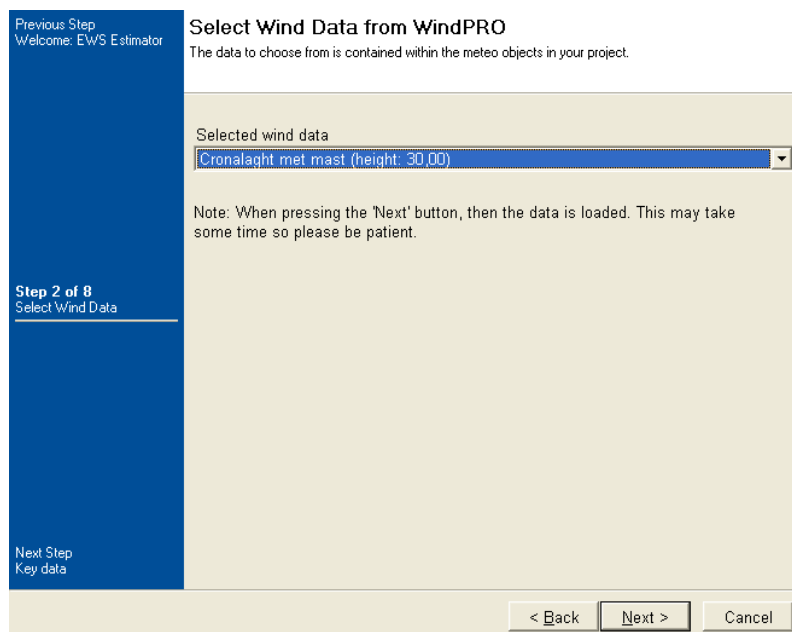 Previous Step
Welcome: EWS Estimator
Select Wind Data from WindPRO
The data to choose from is contained within the meteo objects in your project.
Selected wind data
Cronalaght met mast (height: 30,00)
Note: When pressing the 'Next' button, then the data is loaded. This may take
some time so please be patient.
Step 2 of 8
Select Wind Data
Next Step
Key data
< Back
Next >
Cancel